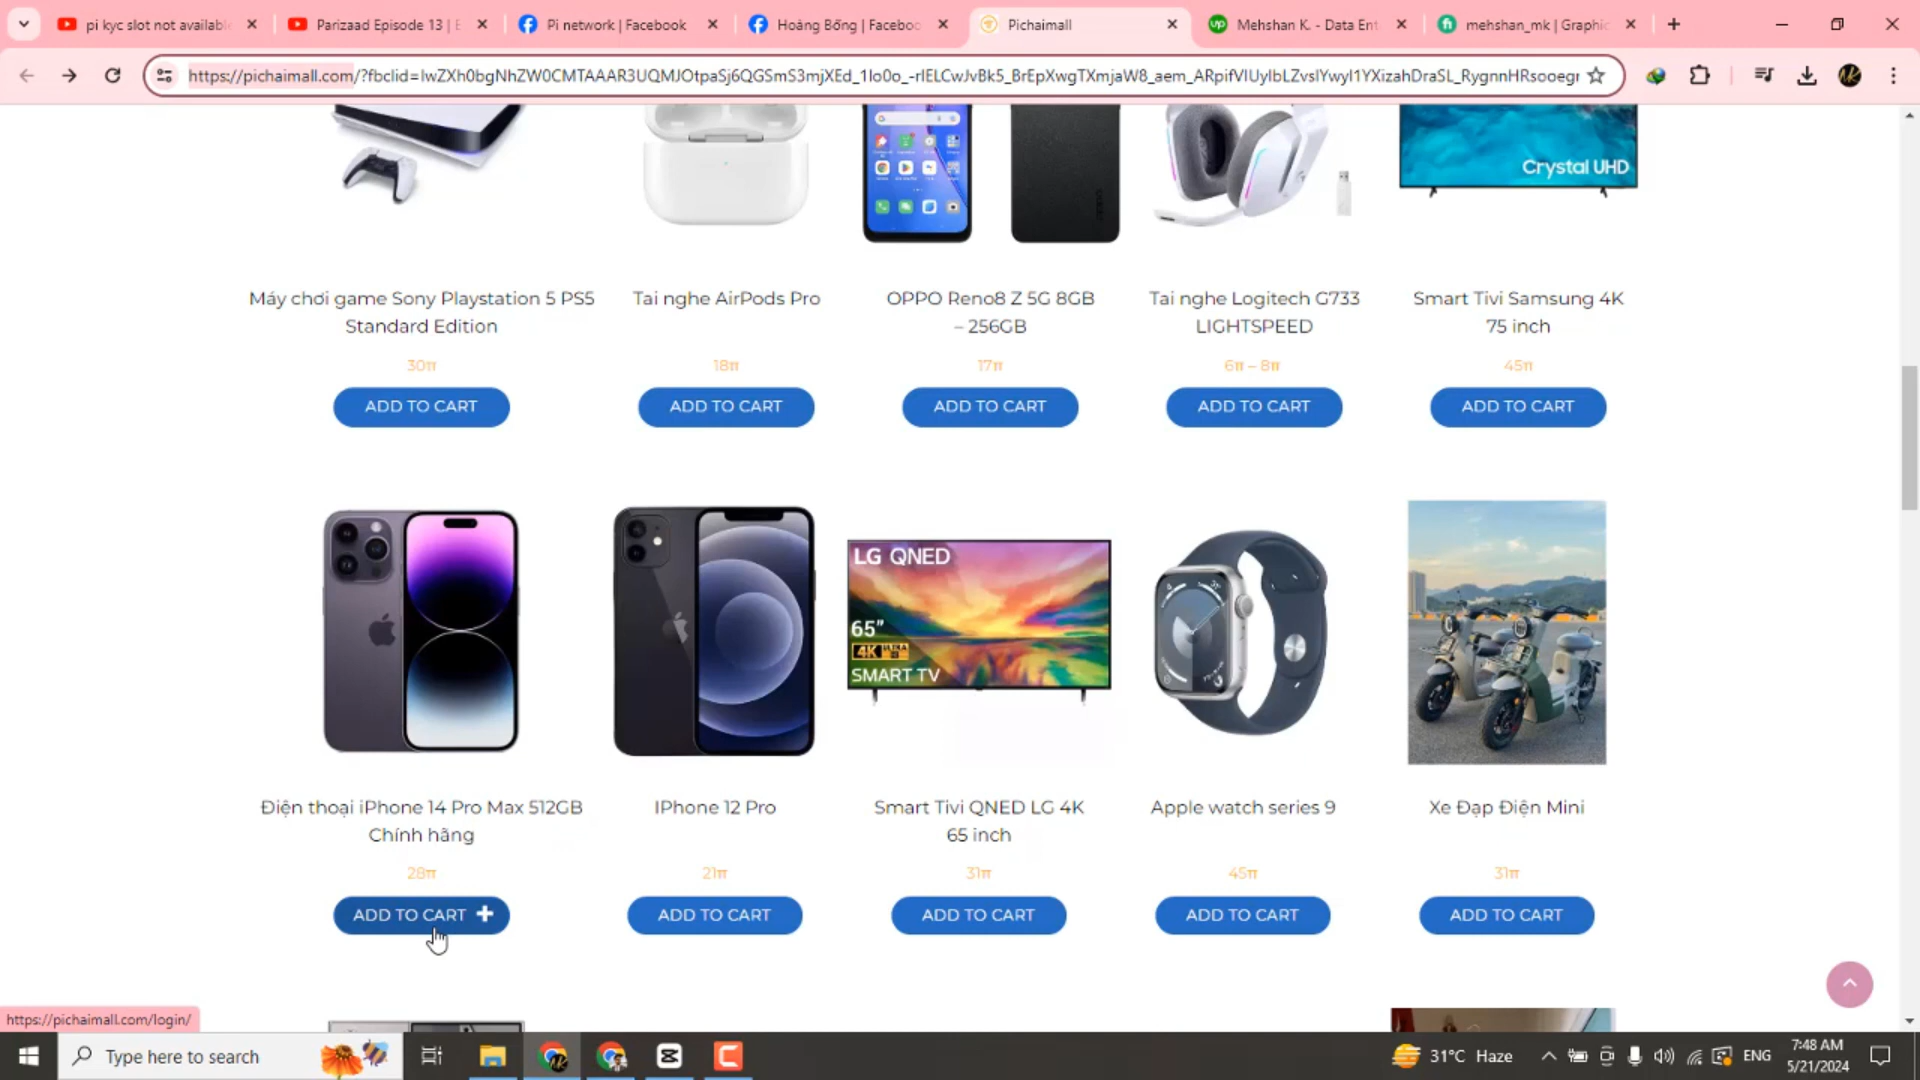 pi kyc slot not availabl
Parizaad Episode 13 | E
Pi network | Facebook
Hoàng Bống | Faceboo
Pichaimall
Mehshan K. - Data Ent
mehshan_mk | Graphic
https://pichaimall.com/?fbclid=
Crystal UHD
Máy chơi game Sony Playstation 5 PS5
Standard Edition
30π
ADD TO CART
Tai nghe AirPods Pro
18π
ADD TO CART
OPPO Reno8 Z 5G 8GB
– 256GB
17π
ADD TO CART
Tai nghe Logitech G733
LIGHTSPEED
6π – 8π
ADD TO CART
Smart Tivi Samsung 4K
75 inch
45π
ADD TO CART
LG QNED
65”
4K ULTRA HD
SMART TV
Điện thoại iPhone 14 Pro Max 512GB
Chính hãng
28π
ADD TO CART
IPhone 12 Pro
21π
ADD TO CART
Smart Tivi QNED LG 4K
65 inch
31π
ADD TO CART
Apple watch series 9
45π
ADD TO CART
Xe Đạp Điện Mini
31π
ADD TO CART
https://pichaimall.com/login/
Type here to search
31°C Haze
ENG
7:48 AM
5/21/2024